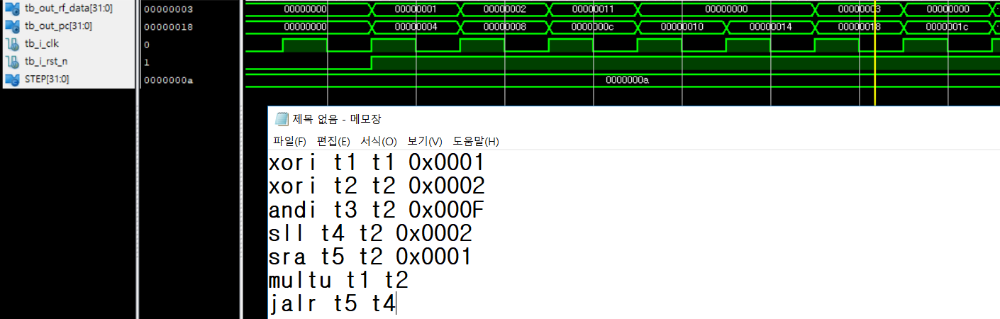 tb_out_rf_data[31:0] 00000003 00000000 00000001 00000002 00000011 00000000 00000003 00000000
tb_out_pc[31:0] 00000018 00000000 00000004 00000008 0000000c 00000010 00000014 00000018 0000001c
tb_i_clk 0
tb_i_rst_n 1
STEP[31:0] 0000000a 0000000a
제목 없음 - 메모장
파일(F) 편집(E) 서식(O) 보기(V) 도움말(H)
xori t1 t1 0x0001
xori t2 t2 0x0002
andi t3 t2 0x000F
sll t4 t2 0x0002
sra t5 t2 0x0001
multu t1 t2
jalr t5 t4